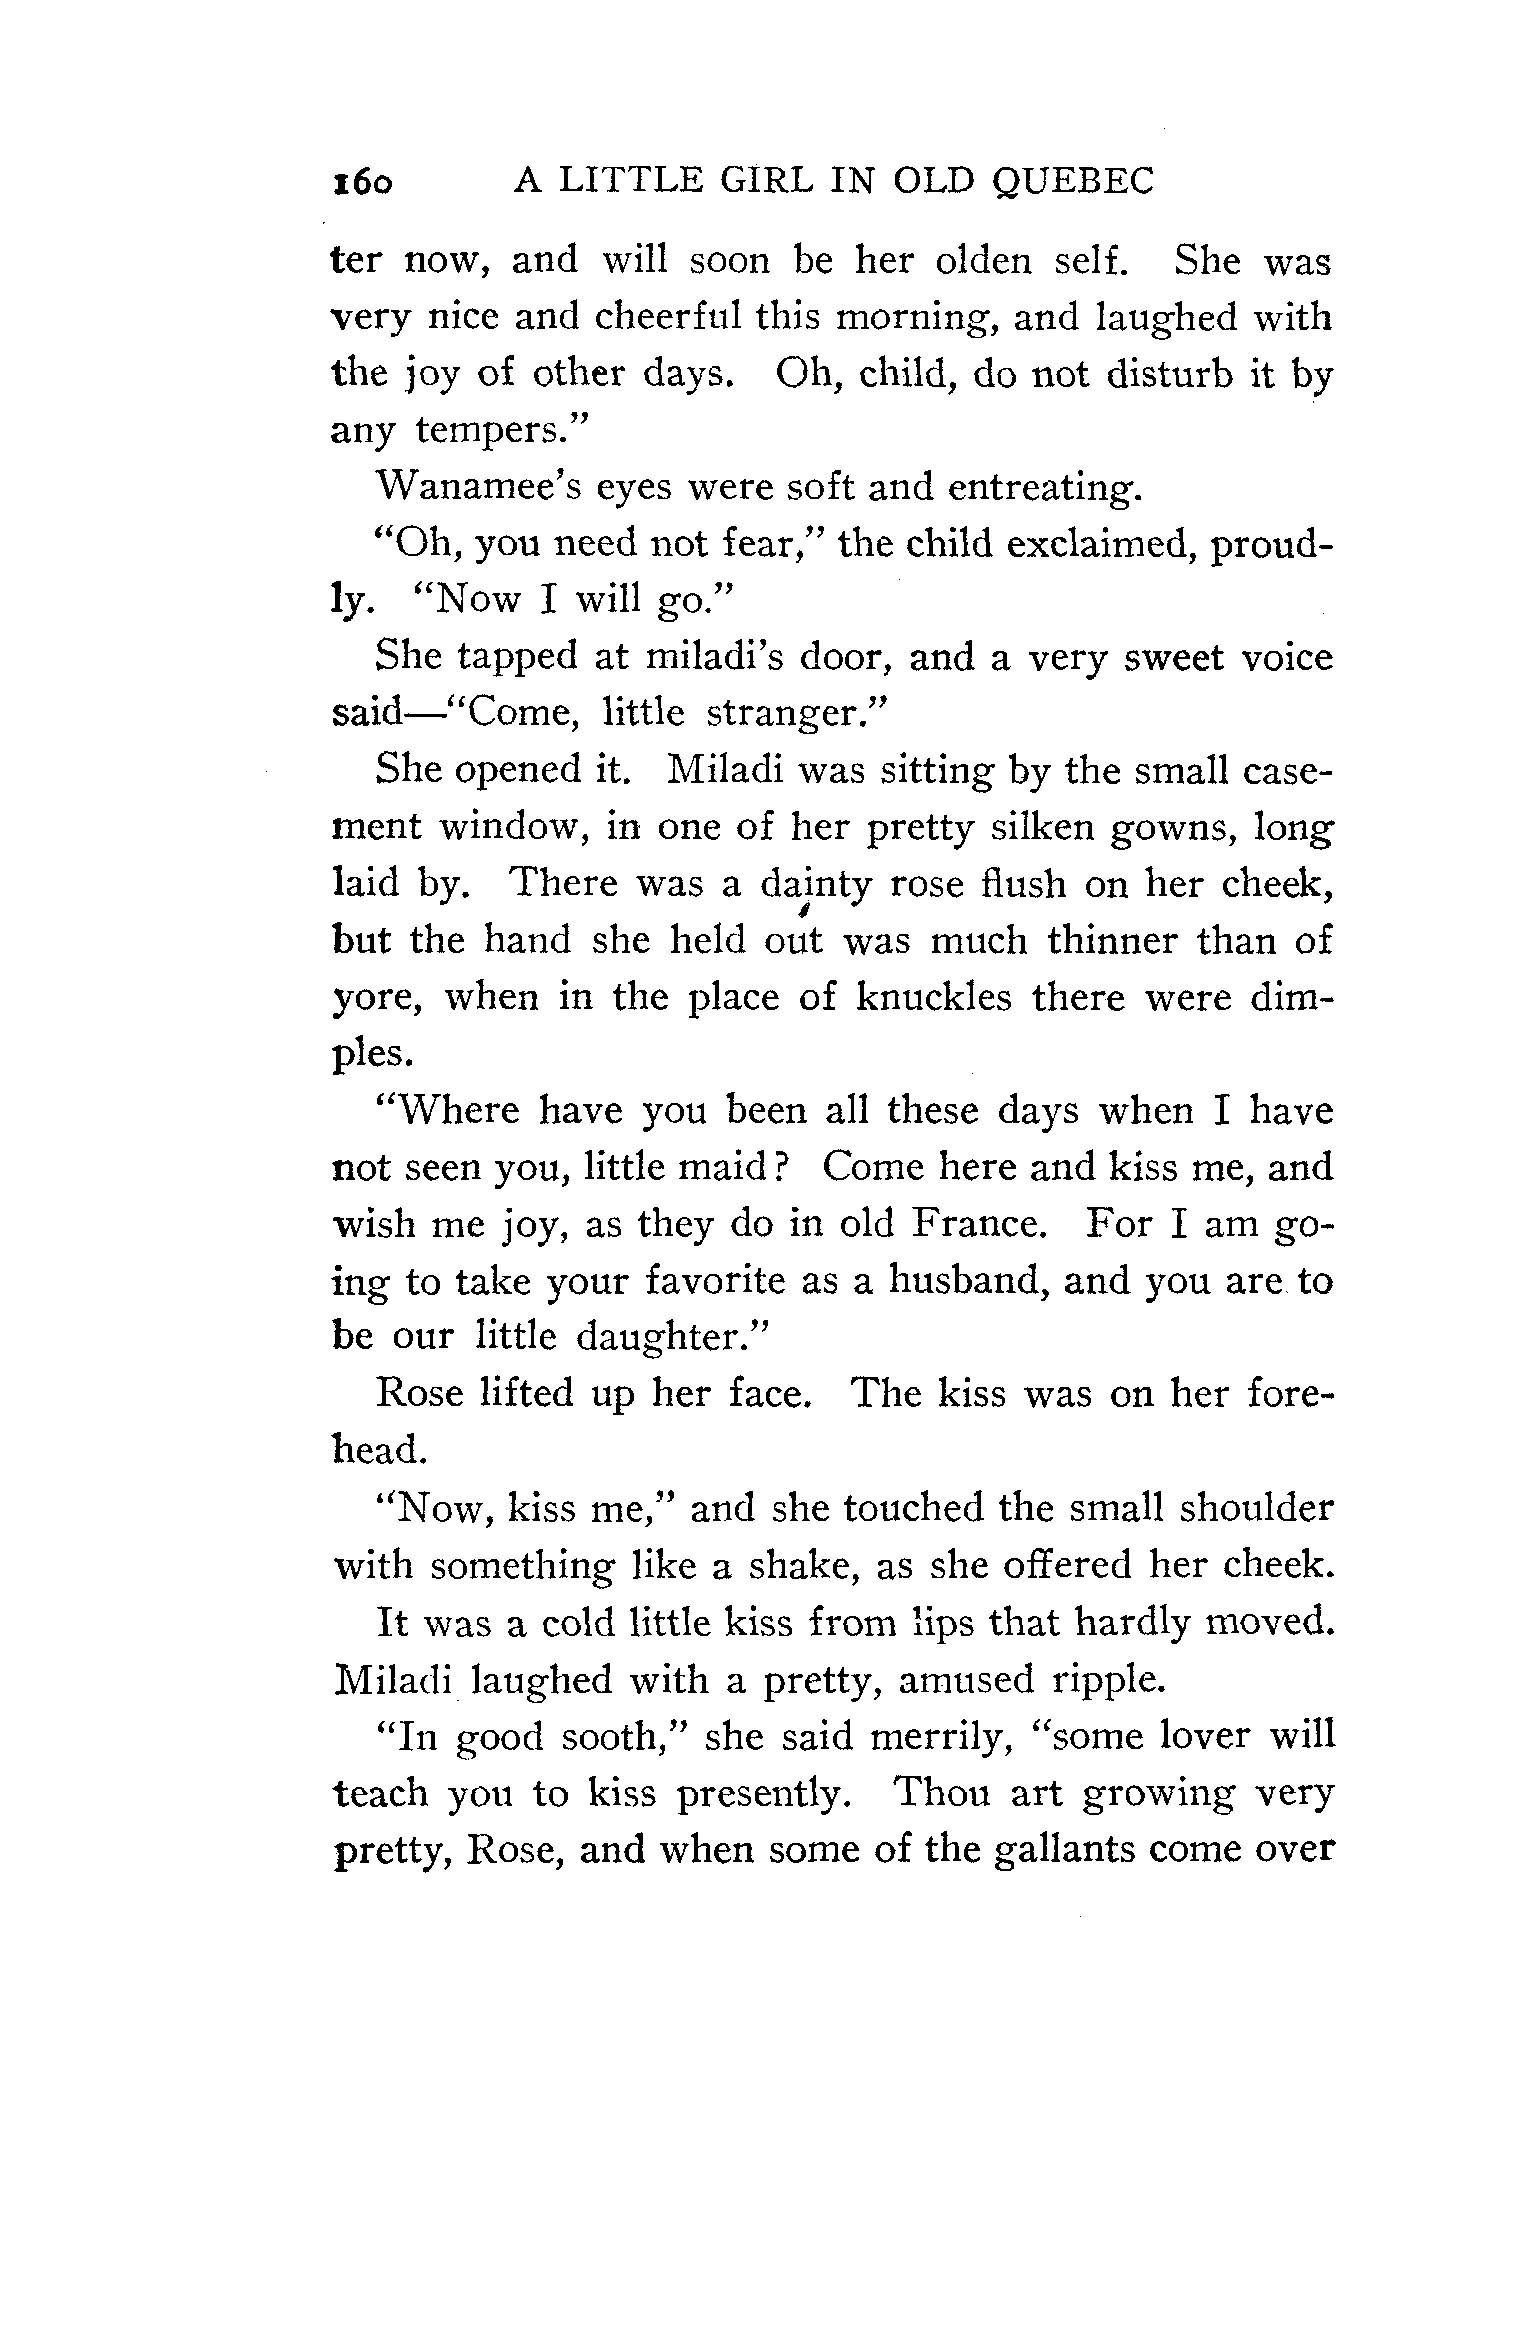 160 A LITTLE GIRL IN OLD QUEBEC
ter now, and will soon be her olden self. She was
very nice and cheerful this morning, and laughed with
the joy of other days. Oh, child, do not disturb it by
any tempers.”
Wanamee’s eyes were soft and entreating.
“Oh, you need not fear,” the child exclaimed, proud-
ly. “Now I will go.”
She tapped at miladi’s door, and a very sweet voice
said—“Come, little stranger.”
She opened it. Miladi was sitting by the small case-
ment window, in one of her pretty silken gowns, long
laid by. There was a dainty rose flush on her cheek,
but the hand she held out was much thinner than of
yore, when in the place of knuckles there were dim-
ples.
“Where have you been all these days when I have
not seen you, little maid? Come here and kiss me, and
wish me joy, as they do in old France. For I am go-
ing to take your favorite as a husband, and you are to
be our little daughter.”
Rose lifted up her face. The kiss was on her fore-
head.
“Now, kiss me,” and she touched the small shoulder
with something like a shake, as she offered her cheek.
It was a cold little kiss from lips that hardly moved.
Miladi laughed with a pretty, amused ripple.
“In good sooth,” she said merrily, “some lover will
teach you to kiss presently. Thou art growing very
pretty, Rose, and when some of the gallants come over